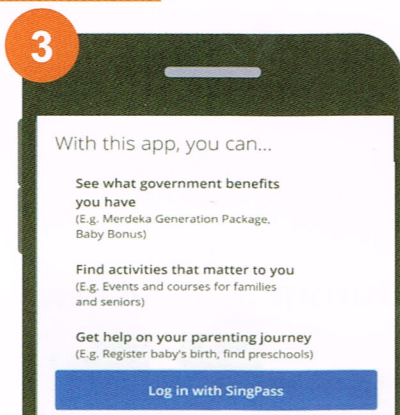 3
With this app, you can...
See what government benefits
you have
(E.g. Merdeka Generation Package,
Baby Bonus)
Find activities that matter to you
(E.g. Events and courses for families
and seniors)
Get help on your parenting journey
(E.g. Register baby's birth, find preschools)
Log in with SingPass